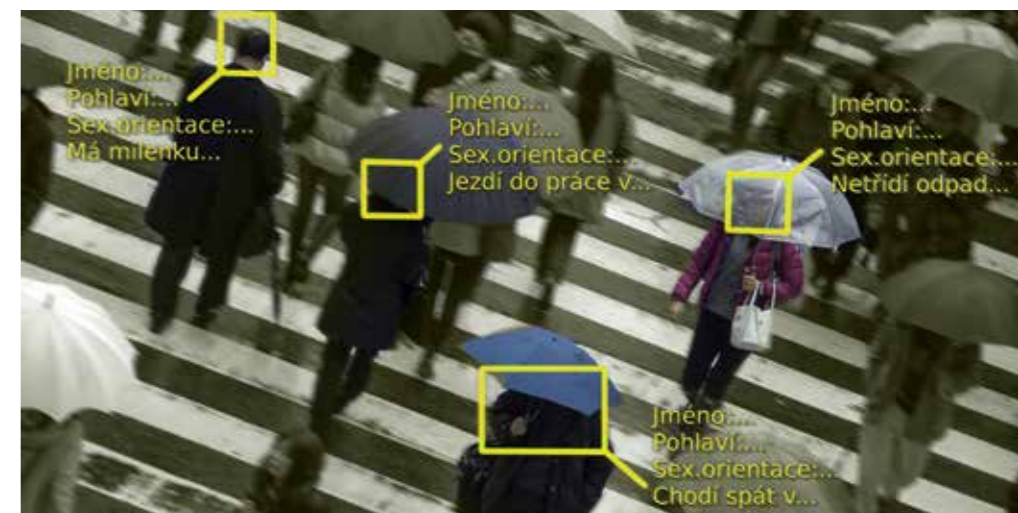 Jméno:...
Pohlaví:...
Sex.orientace:...
Má milenku...
Jméno:...
Pohlaví:...
Sex.orientace:...
Jezdí do práce v...
Jméno:...
Pohlaví:...
Sex.orientace:...
Netřídí odpad...
Jméno:...
Pohlaví:...
Sex.orientace:...
Chodí spát v...